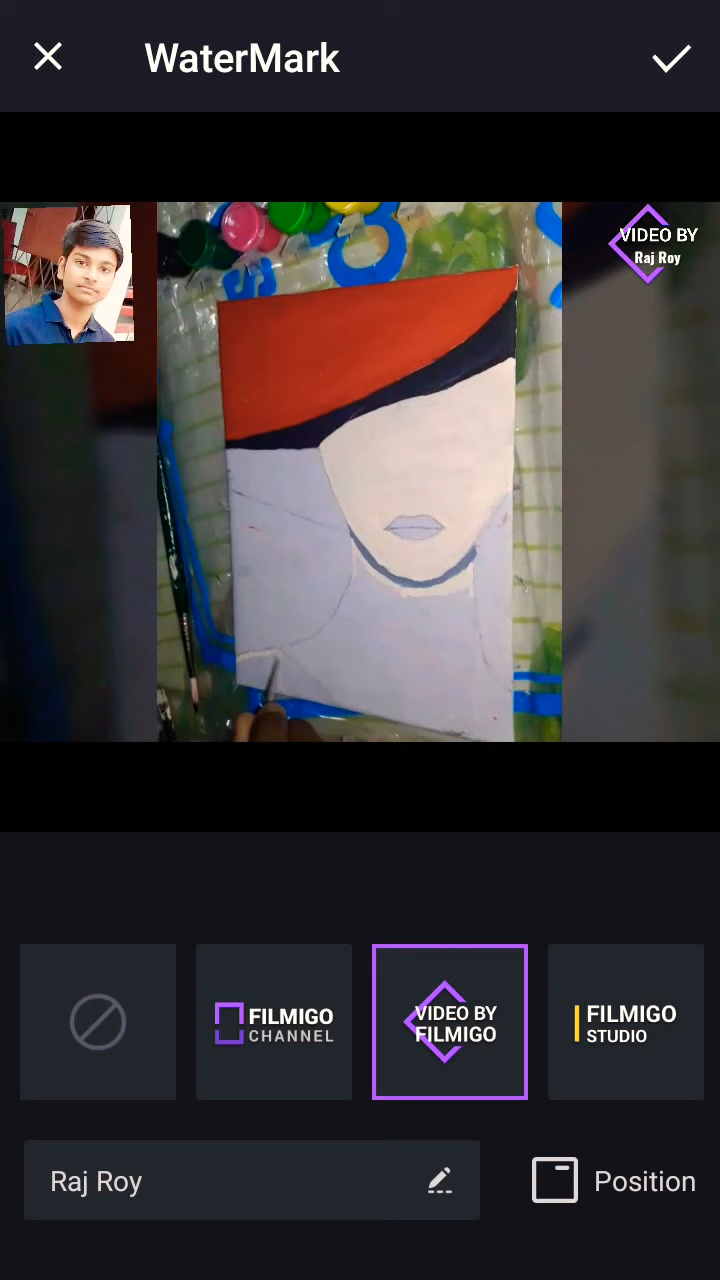 WaterMark
VIDEO BY
Raj Roy
FILMIGO
CHANNEL
VIDEO BY
FILMIGO
FILMIGO
STUDIO
Raj Roy
Position